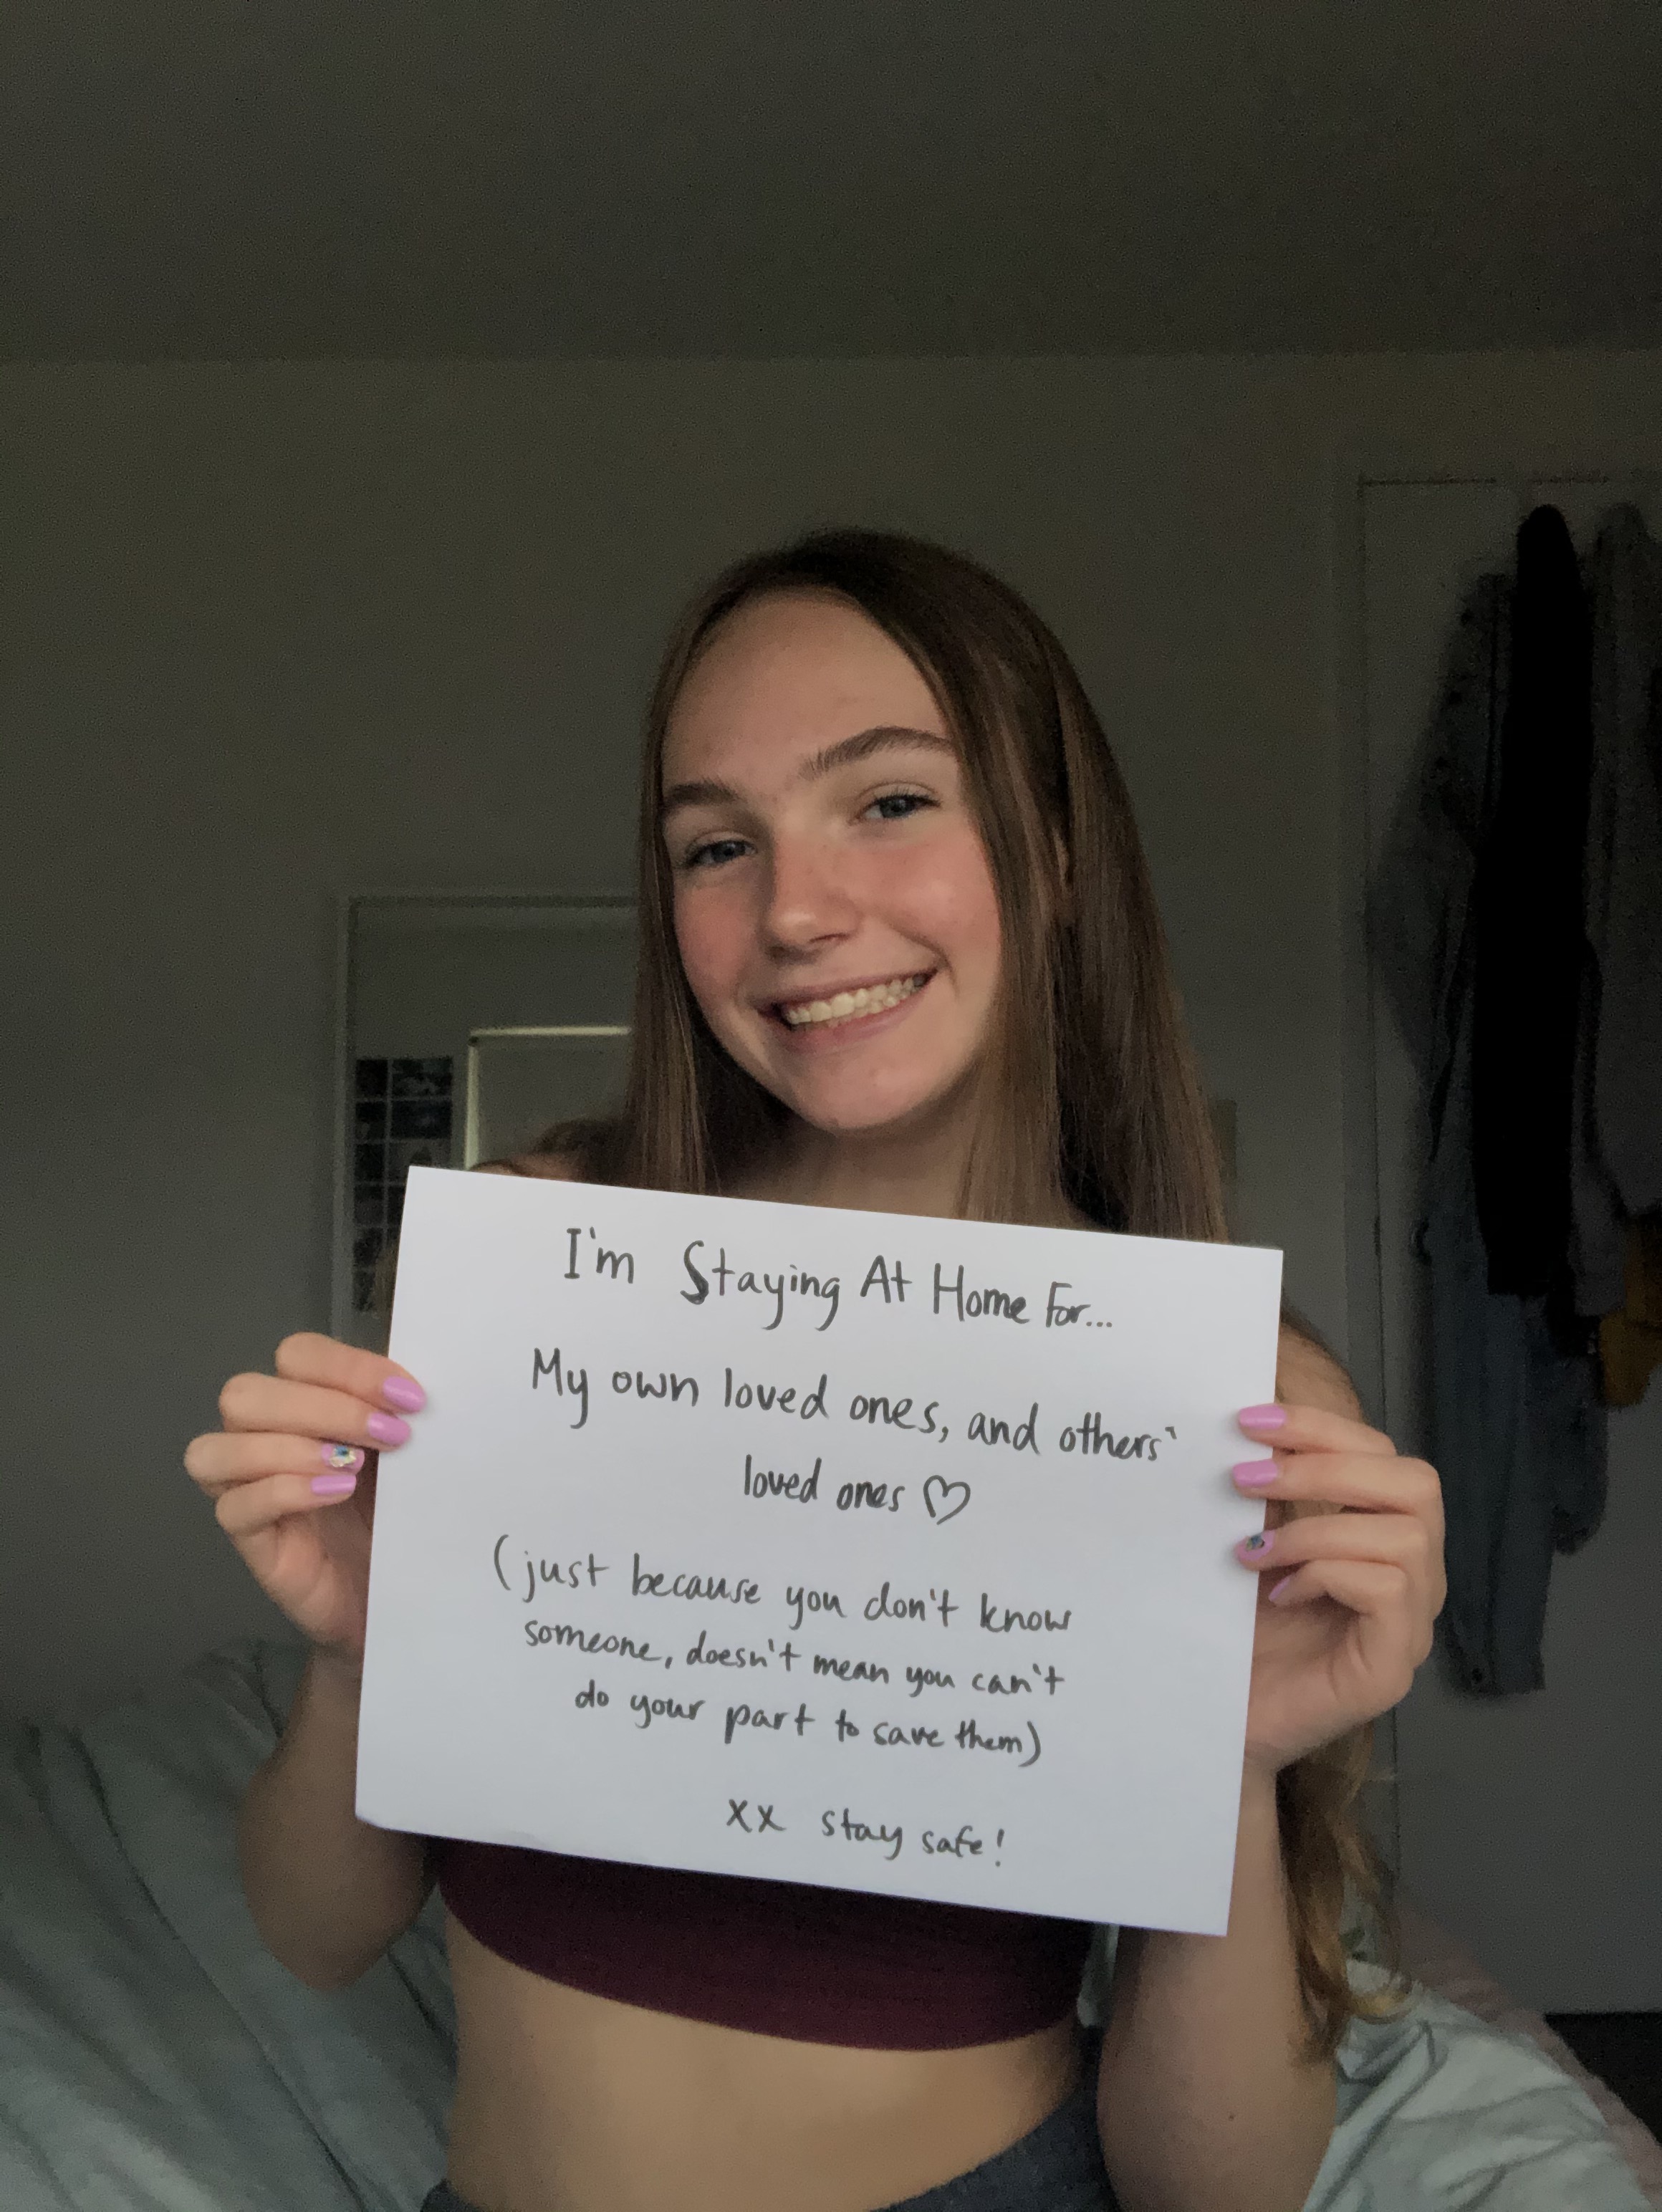 I'm Staying At Home For...
My own loved ones, and others'
loved ones ♡
(just because you don't know
someone, doesn't mean you can't
do your part to save them)
xx stay safe!